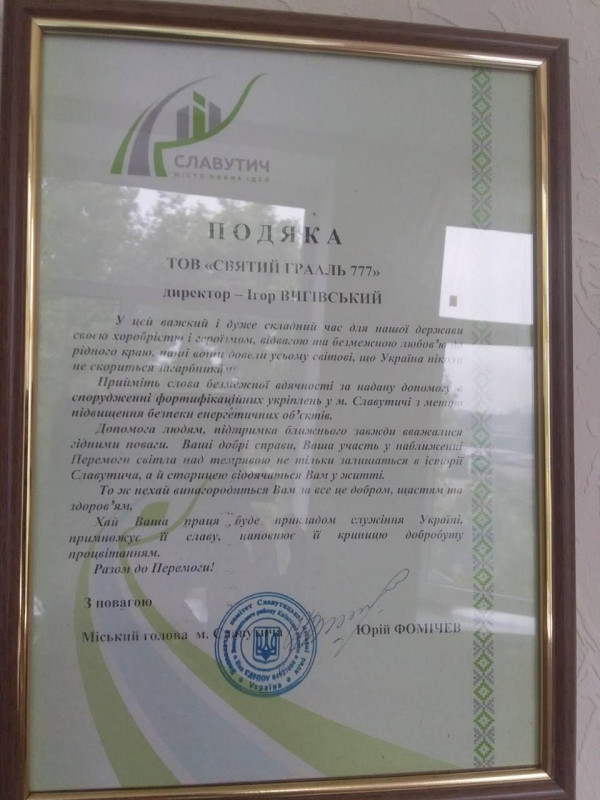 СЛАВУТИЧ
МІСТО ПОВНА ІДЕЙ
ПОДЯКА
ТОВ «СВЯТИЙ ГРААЛЬ 777»
директор – Ігор ВИГІВСЬКИЙ
У цей важкий і дуже складний час для нашої держави
своєю хоробрістю і героїзмом, відвагою та безмежною любов’ю до
рідного краю, наші воїни довели усьому світові, що Україна ніколи
не скориться загарбникам.
Прийміть слова безмежної вдячності за надану допомогу в
спорудженні фортифікаційних укріплень у м. Славутичі з метою
підвищення безпеки енергетичних об’єктів.
Допомога людям, підтримка ближнього завжди вважалися
гідними поваги. Ваші добрі справи, Ваша участь у наближенні
Перемоги світла над темрявою не тільки залишаться в історії
Славутича, а й сторицею віддячаться Вам у житті.
То ж нехай винагородиться Вам за все це добром, щастям та
здоров’ям,
Хай Ваша праця буде прикладом служіння Україні,
примножує її славу, наповнює її криницю добробуту
процвітанням.
Разом до Перемоги!
З повагою
Міський голова м. Славутича Юрій ФОМІЧЕВ
Україна